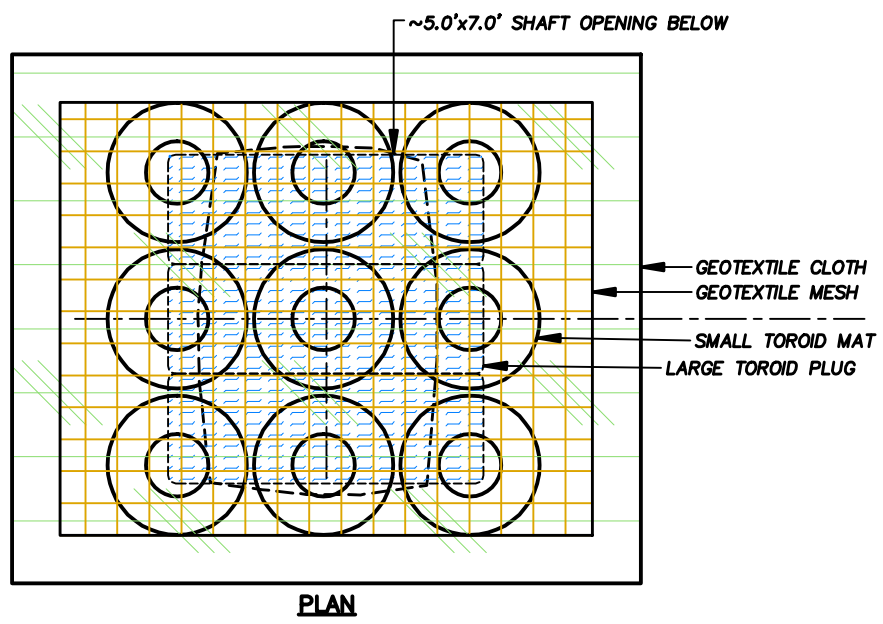 ~5.0'x7.0' SHAFT OPENING BELOW
GEOTEXTILE CLOTH
GEOTEXTILE MESH
SMALL TOROID MAT
LARGE TOROID PLUG
PLAN